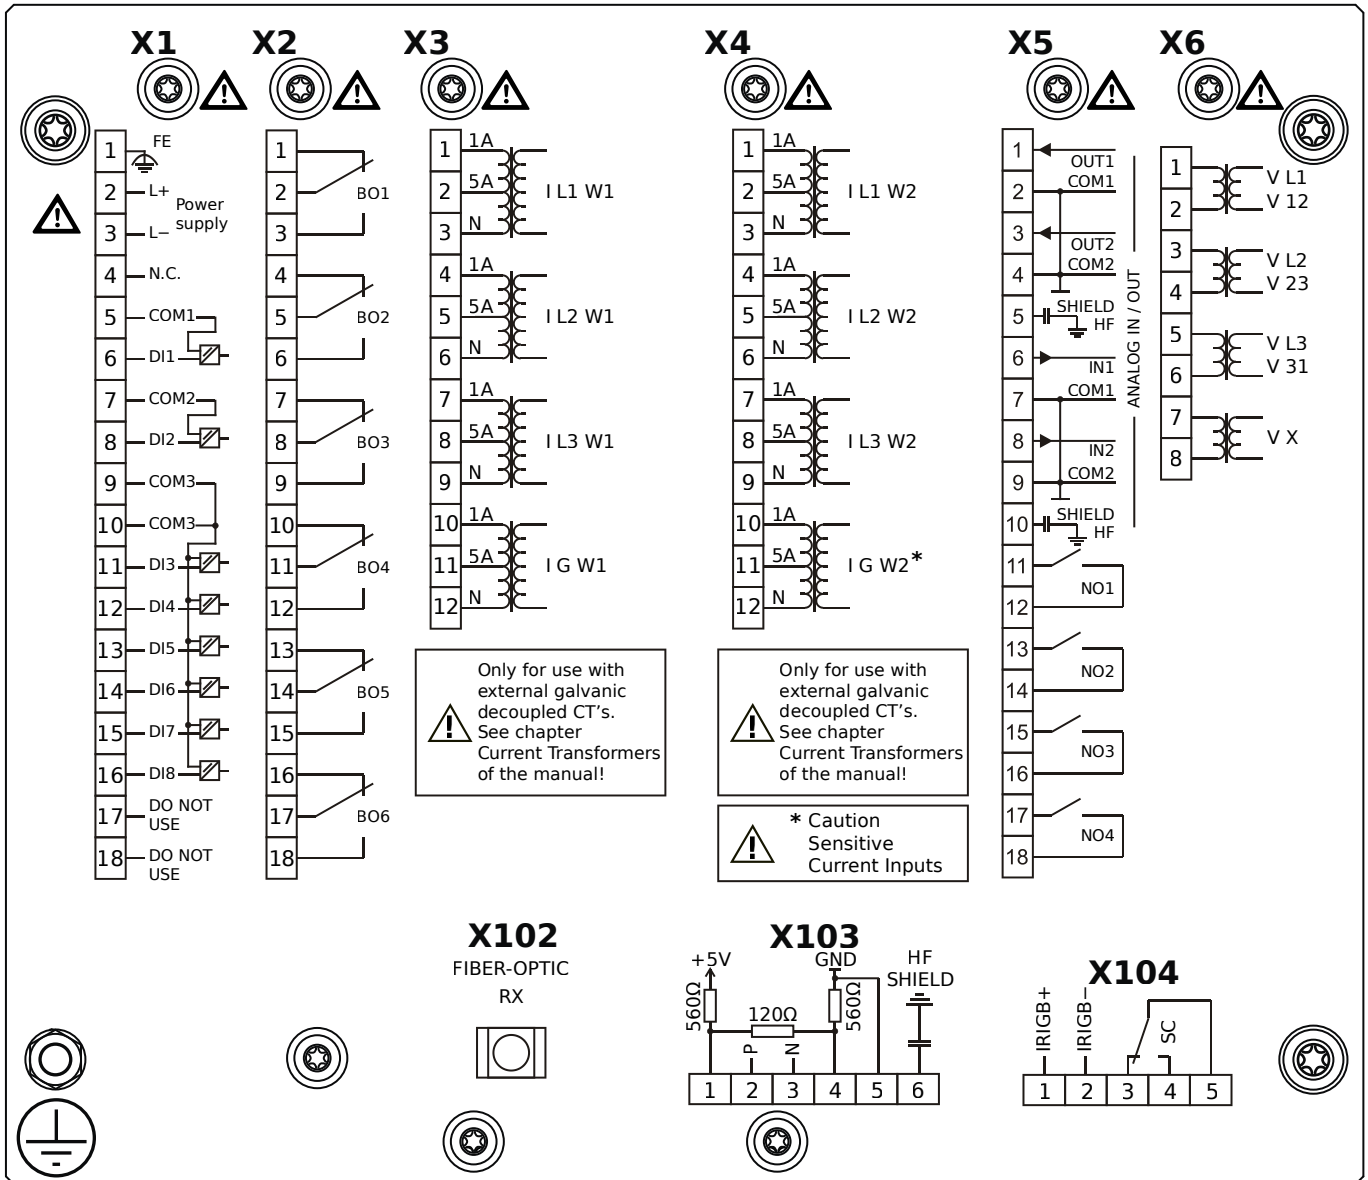 X1
1 FE
2 L+
Power
supply
3 L−
4 N.C.
5 COM1
6 DI1
7 COM2
8 DI2
9 COM3
10 COM3
11 DI3
12 DI4
13 DI5
14 DI6
15 DI7
16 DI8
17 DO NOT
USE
18 DO NOT
USE
X2
1
2 BO1
3
4
5 BO2
6
7
8 BO3
9
10
11 BO4
12
13
14 BO5
15
16
17 BO6
18
X3
1 1A
2 5A I L1 W1
3 N
4 1A
5 5A I L2 W1
6 N
7 1A
8 5A I L3 W1
9 N
10 1A
11 5A I G W1
12 N
Only for use with
external galvanic
decoupled CT's.
See chapter
Current Transformers
of the manual!
X4
1 1A
2 5A I L1 W2
3 N
4 1A
5 5A I L2 W2
6 N
7 1A
8 5A I L3 W2
9 N
10 1A
11 5A I G W2*
12 N
Only for use with
external galvanic
decoupled CT's.
See chapter
Current Transformers
of the manual!
* Caution
Sensitive
Current Inputs
X5
1 OUT1
2 COM1
3 OUT2
4 COM2
5 SHIELD
HF
6 IN1
7 COM1
8 IN2
9 COM2
10 SHIELD
HF
ANALOG IN / OUT
11
NO1
12
13
NO2
14
15
NO3
16
17
NO4
18
X6
1 V L1
2 V 12
3 V L2
4 V 23
5 V L3
6 V 31
7
V X
8
X102
FIBER-OPTIC
RX
X103
+5V GND HF
SHIELD
560Ω 120Ω 560Ω
P N
1 2 3 4 5 6
X104
IRIGB+ IRIGB− SC
1 2 3 4 5